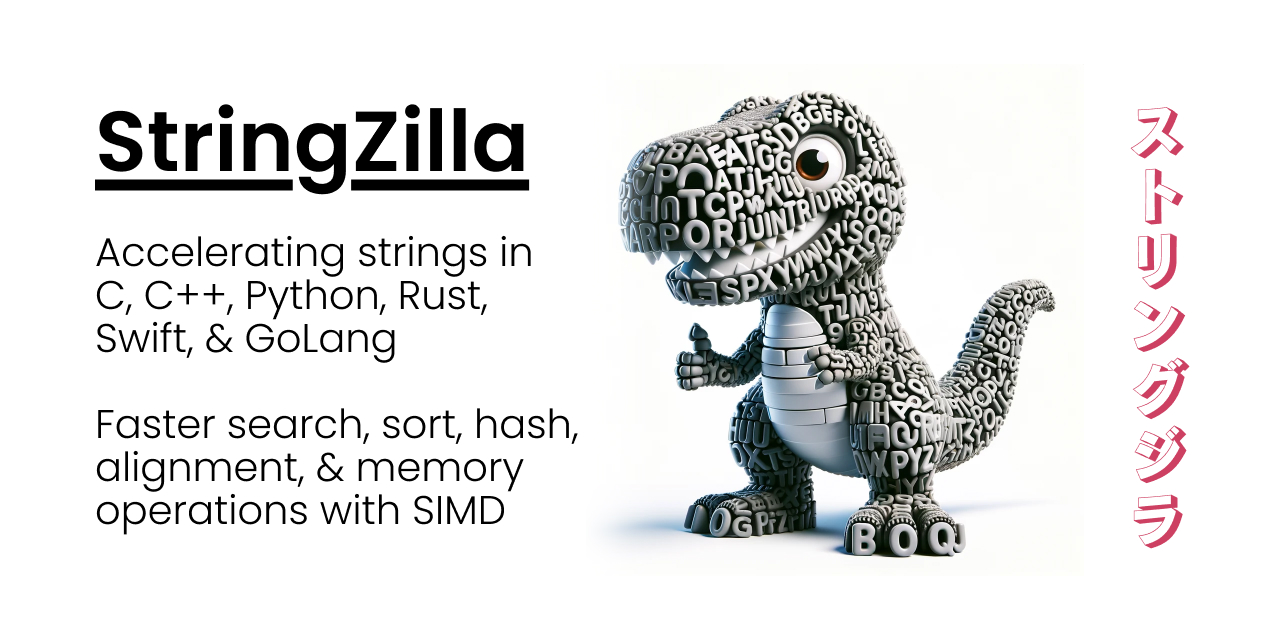 StringZilla
Accelerating strings in
C, C++, Python, Rust,
Swift, & GoLang
Faster search, sort, hash,
alignment, & memory
operations with SIMD
ストリングジラ